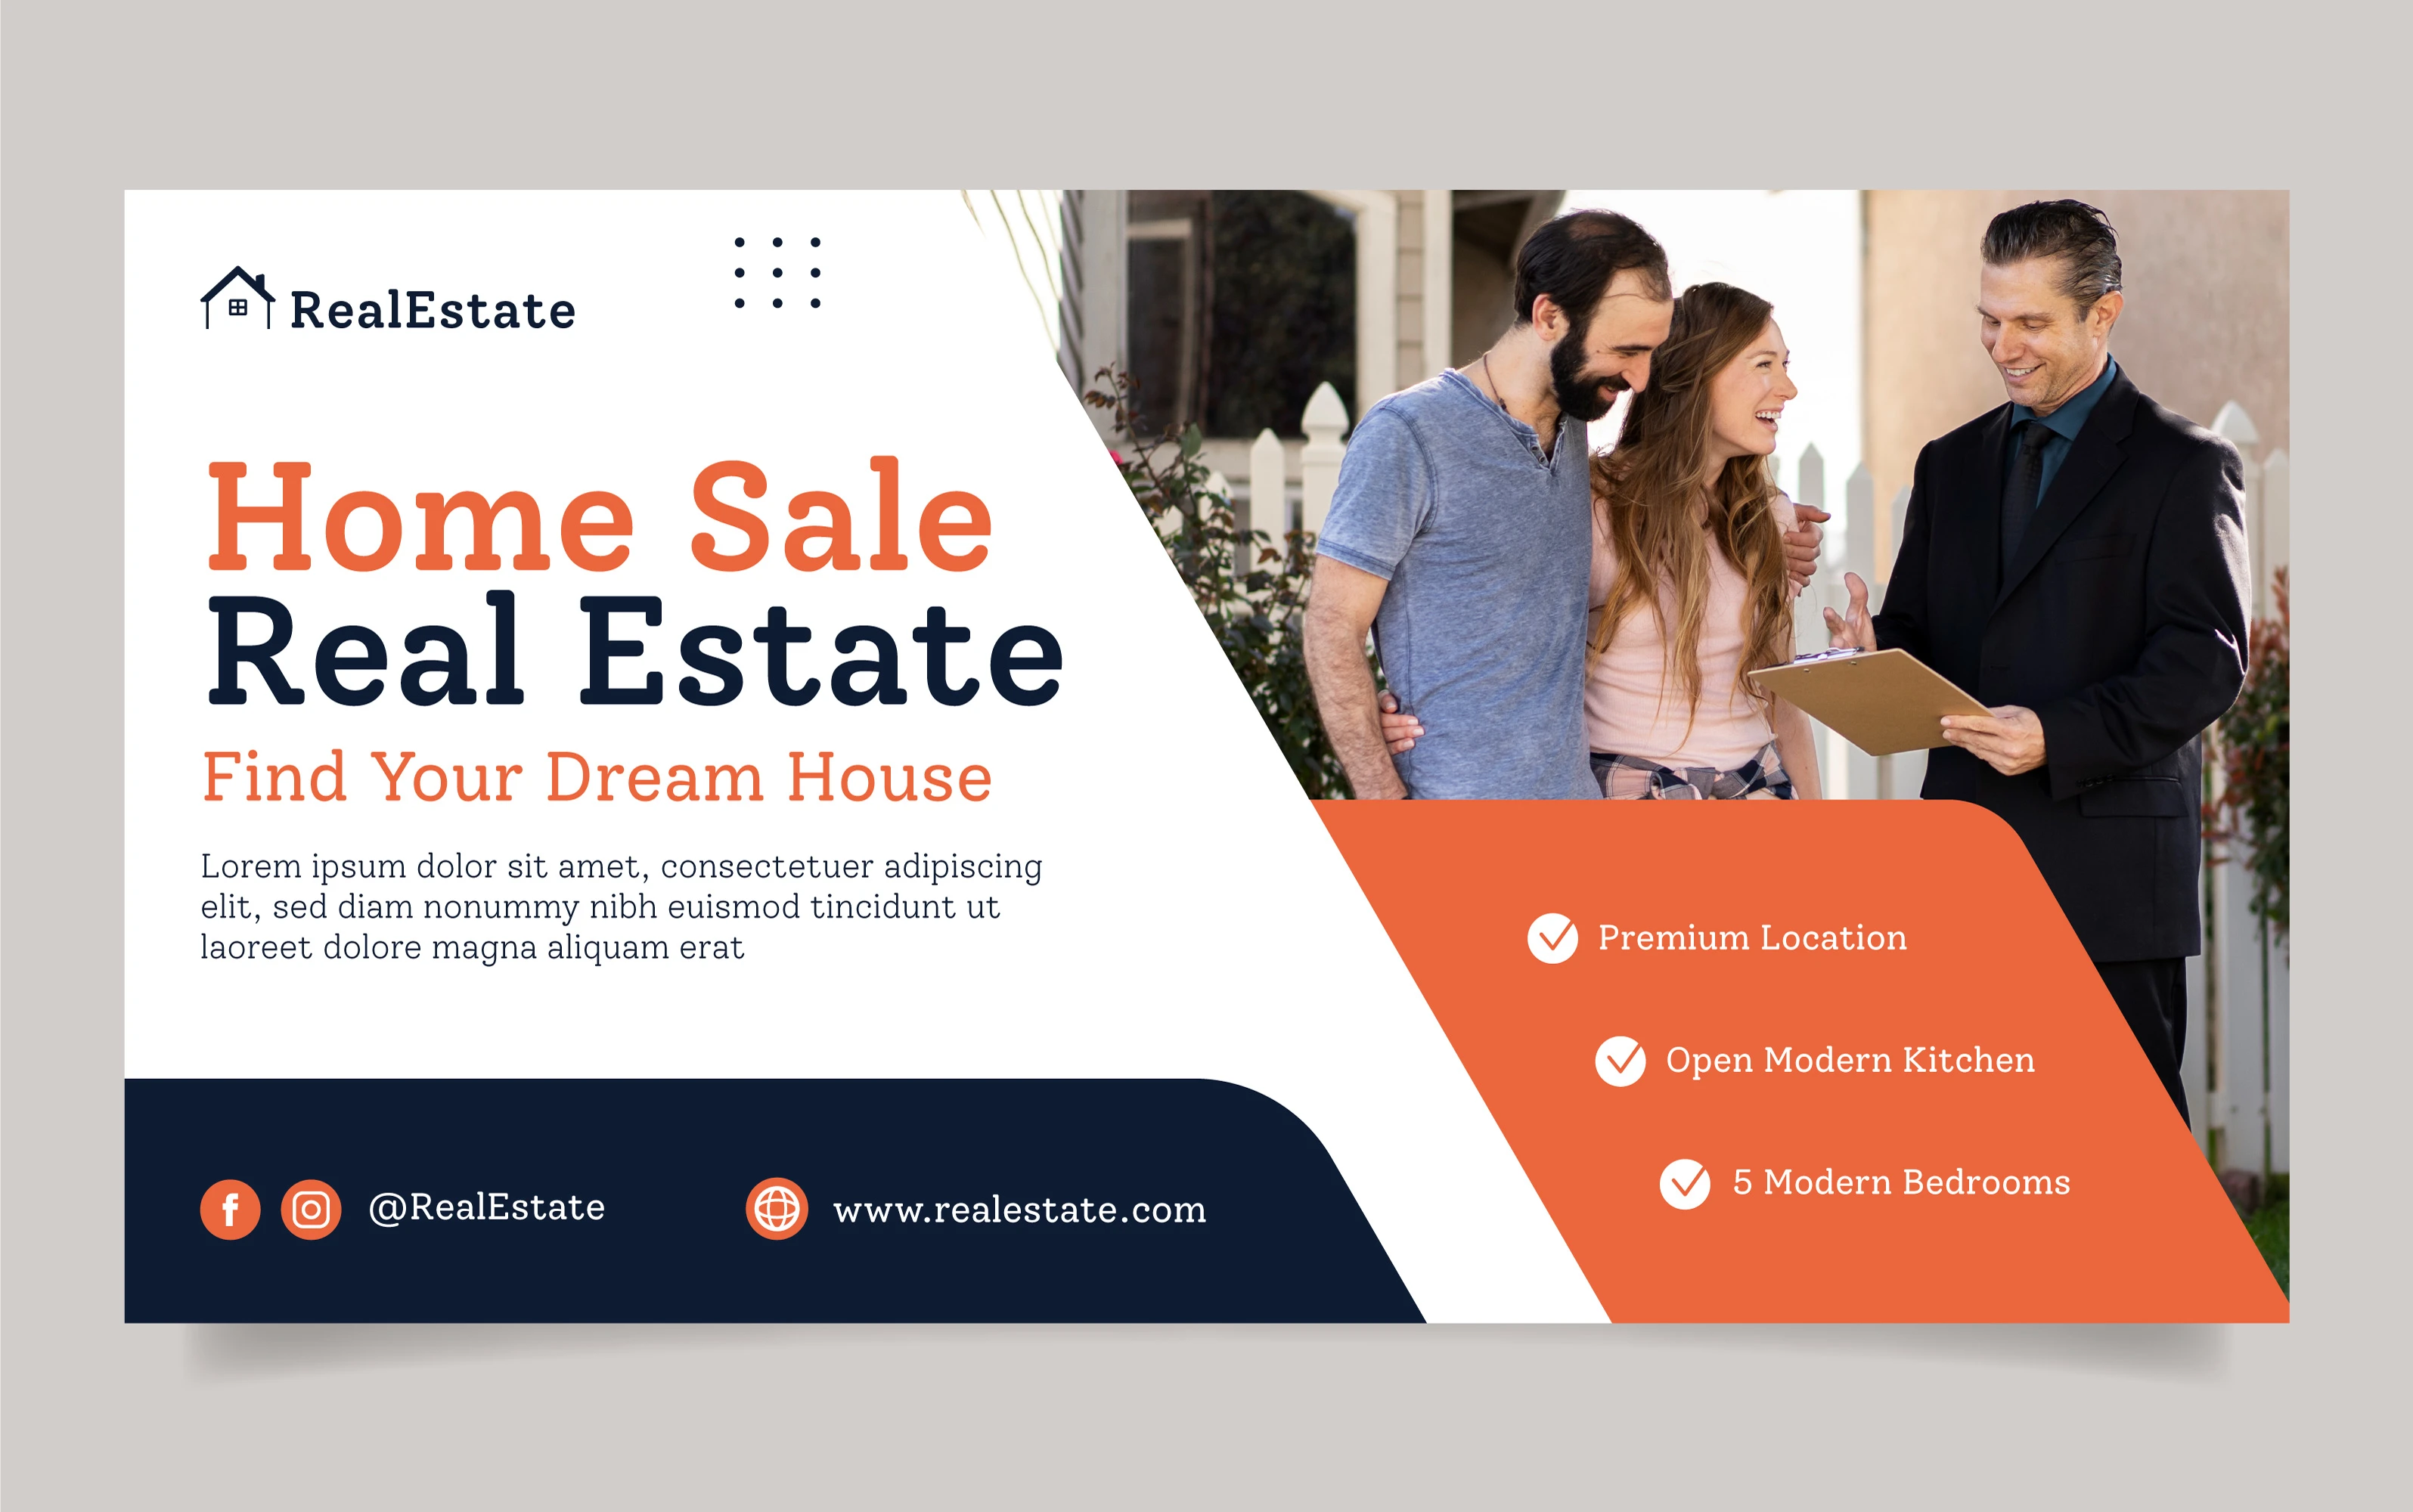 RealEstate
Home Sale
Real Estate
Find Your Dream House
Lorem ipsum dolor sit amet, consectetuer adipiscing
elit, sed diam nonummy nibh euismod tincidunt ut
laoreet dolore magna aliquam erat
Premium Location
Open Modern Kitchen
5 Modern Bedrooms
@RealEstate
www.realestate.com